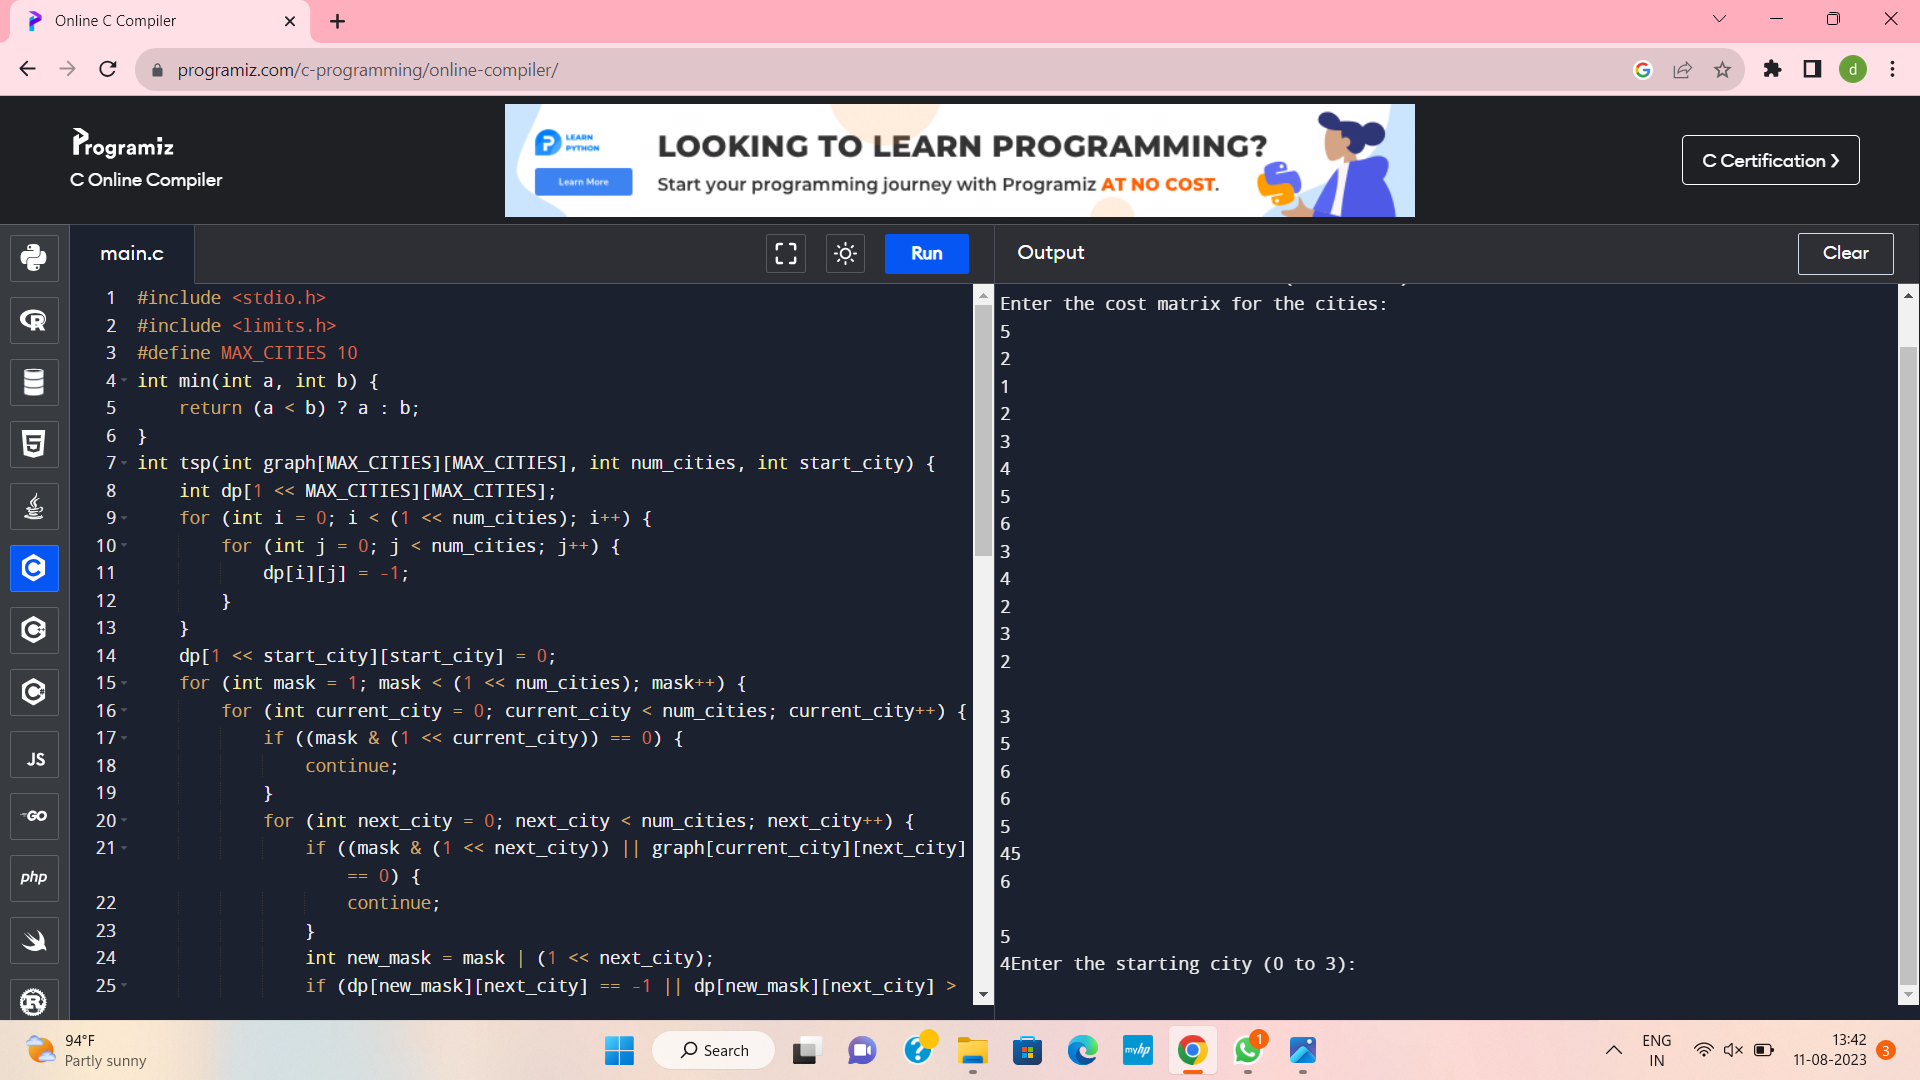 Online C Compiler
programiz.com/c-programming/online-compiler/
d
Programiz
C Online Compiler
LEARN
PYTHON
Learn More
LOOKING TO LEARN PROGRAMMING?
Start your programming journey with Programiz AT NO COST.
C Certification
main.c
Run
Output
Clear
1 #include <stdio.h>
2 #include <limits.h>
3 #define MAX_CITIES 10
4 int min(int a, int b) {
5 return (a < b) ? a : b;
6 }
7 int tsp(int graph[MAX_CITIES][MAX_CITIES], int num_cities, int start_city) {
8 int dp[1 << MAX_CITIES][MAX_CITIES];
9 for (int i = 0; i < (1 << num_cities); i++) {
10 for (int j = 0; j < num_cities; j++) {
11 dp[i][j] = -1;
12 }
13 }
14 dp[1 << start_city][start_city] = 0;
15 for (int mask = 1; mask < (1 << num_cities); mask++) {
16 for (int current_city = 0; current_city < num_cities; current_city++) {
17 if ((mask & (1 << current_city)) == 0) {
18 continue;
19 }
20 for (int next_city = 0; next_city < num_cities; next_city++) {
21 if ((mask & (1 << next_city)) || graph[current_city][next_city]
== 0) {
22 continue;
23 }
24 int new_mask = mask | (1 << next_city);
25 if (dp[new_mask][next_city] == -1 || dp[new_mask][next_city] >
Enter the cost matrix for the cities:
5
2
1
2
3
4
5
6
3
4
2
3
2
3
5
6
6
5
45
6
5
4Enter the starting city (0 to 3):
JS
GO
php
94°F
Partly sunny
Search
myhp
1
ENG
IN
13:42
11-08-2023
3